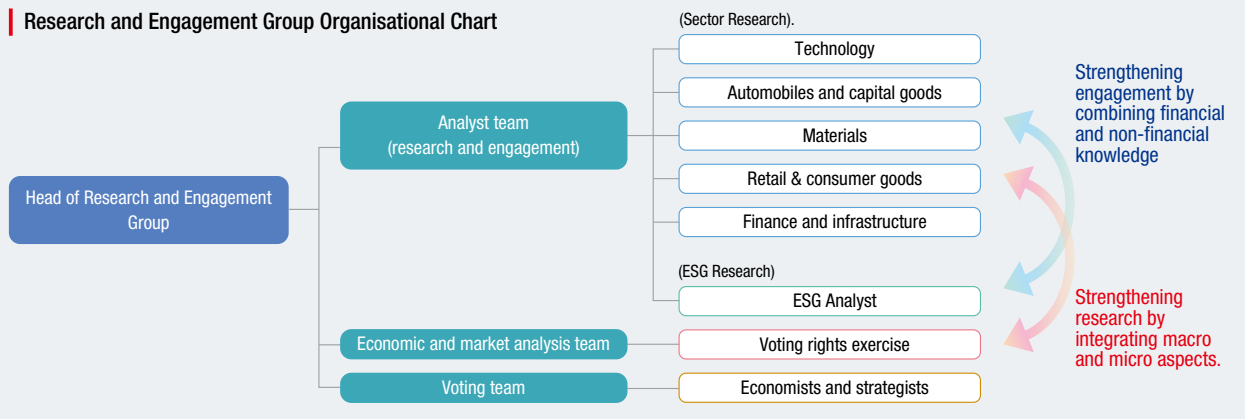 Research and Engagement Group Organisational Chart
Head of Research and Engagement
Group
Analyst team
(research and engagement)
Economic and market analysis team
Voting team
(Sector Research).
Technology
Automobiles and capital goods
Materials
Retail & consumer goods
Finance and infrastructure
(ESG Research)
ESG Analyst
Voting rights exercise
Economists and strategists
Strengthening
engagement by
combining financial
and non-financial
knowledge
Strengthening
research by
integrating macro
and micro aspects.